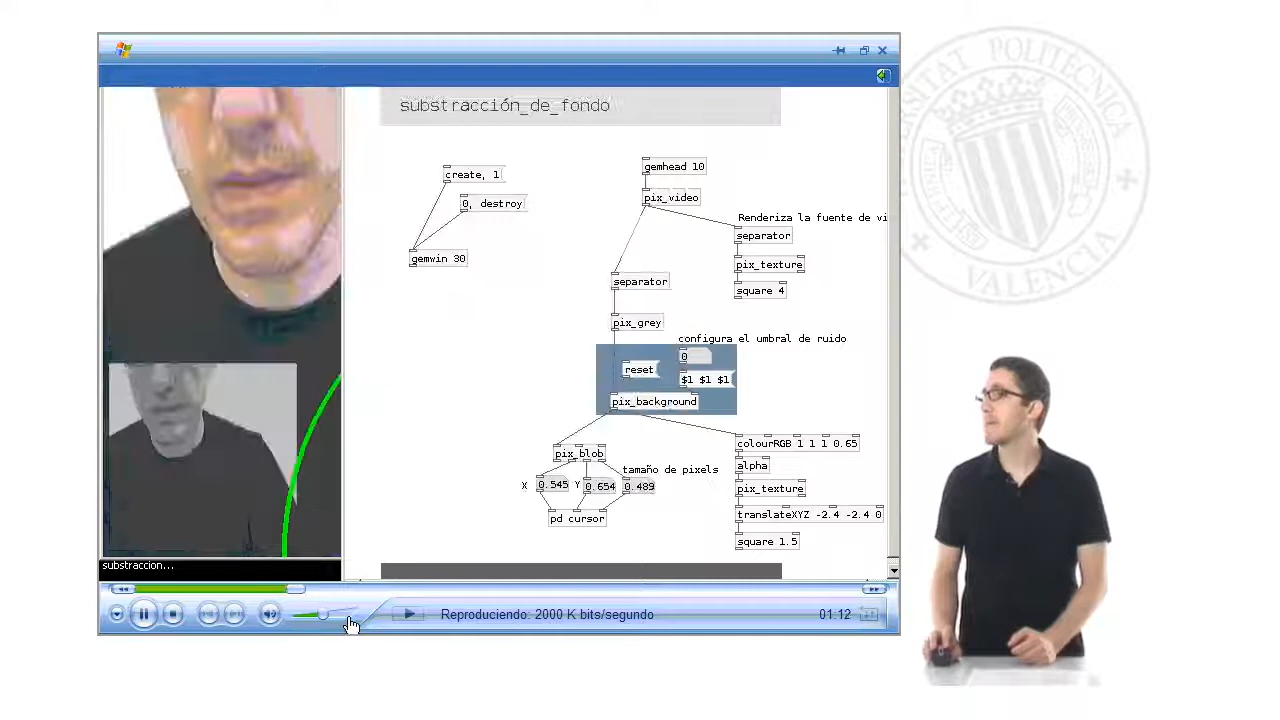 substracción_de_fondo
create, 1
0, destroy
gemwin 30
gemhead 10
pix_video
Renderiza la fuente de vi
separator
pix_texture
square 4
separator
pix_grey
configura el umbral de ruido
0
reset
$1 $1 $1
pix_background
pix_blob
tamaño de pixels
X 0.545 Y 0.654 0.489
pd cursor
colourRGB 1 1 1 0.65
alpha
pix_texture
translateXYZ -2.4 -2.4 0
square 1.5
substraccion...
Reproduciendo: 2000 K bits/segundo
01:12
UNIVERSITAT POLITECNICA
VALENCIA